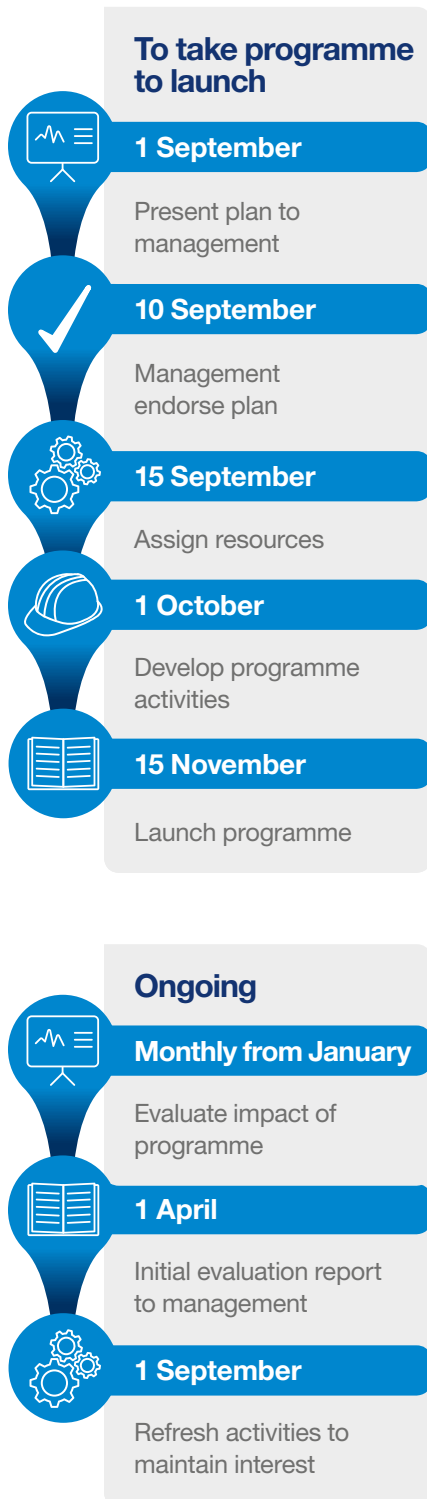 To take programme
to launch
1 September
Present plan to
management
10 September
Management
endorse plan
15 September
Assign resources
1 October
Develop programme
activities
15 November
Launch programme
Ongoing
Monthly from January
Evaluate impact of
programme
1 April
Initial evaluation report
to management
1 September
Refresh activities to
maintain interest